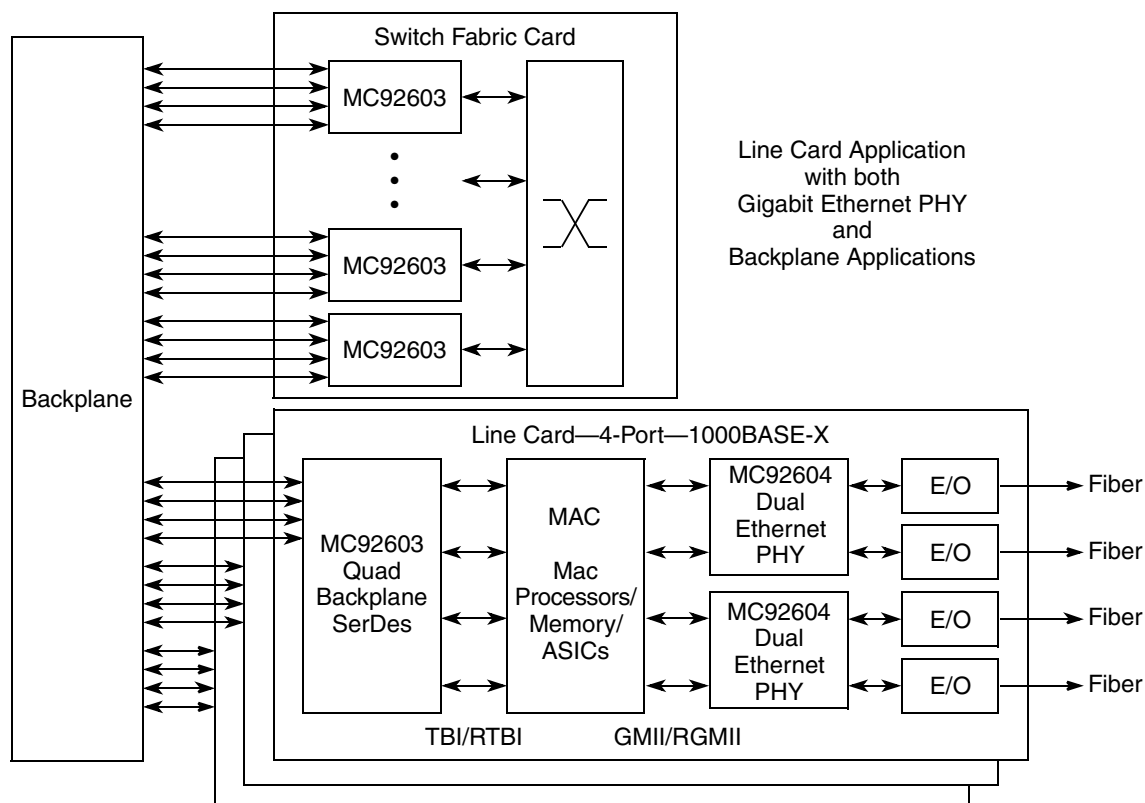 Switch Fabric Card
MC92603
MC92603
MC92603
Line Card Application
with both
Gigabit Ethernet PHY
and
Backplane Applications
Backplane
Line Card—4-Port—1000BASE-X
MC92603
Quad
Backplane
SerDes
MAC
Mac
Processors/
Memory/
ASICs
MC92604
Dual
Ethernet
PHY
MC92604
Dual
Ethernet
PHY
E/O
E/O
E/O
E/O
Fiber
Fiber
Fiber
Fiber
TBI/RTBI
GMII/RGMII